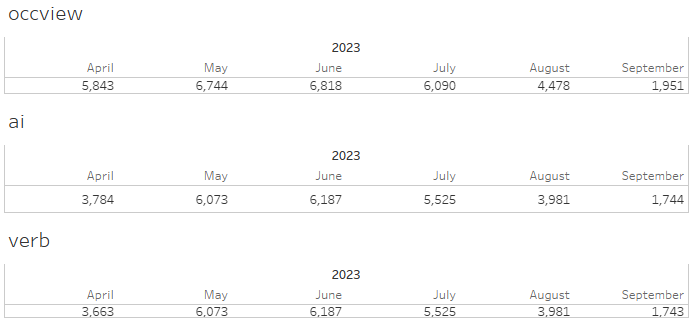 occview
2023
April May June July August September
5,843 6,744 6,818 6,090 4,478 1,951
ai
2023
April May June July August September
3,784 6,073 6,187 5,525 3,981 1,744
verb
2023
April May June July August September
3,663 6,073 6,187 5,525 3,981 1,743